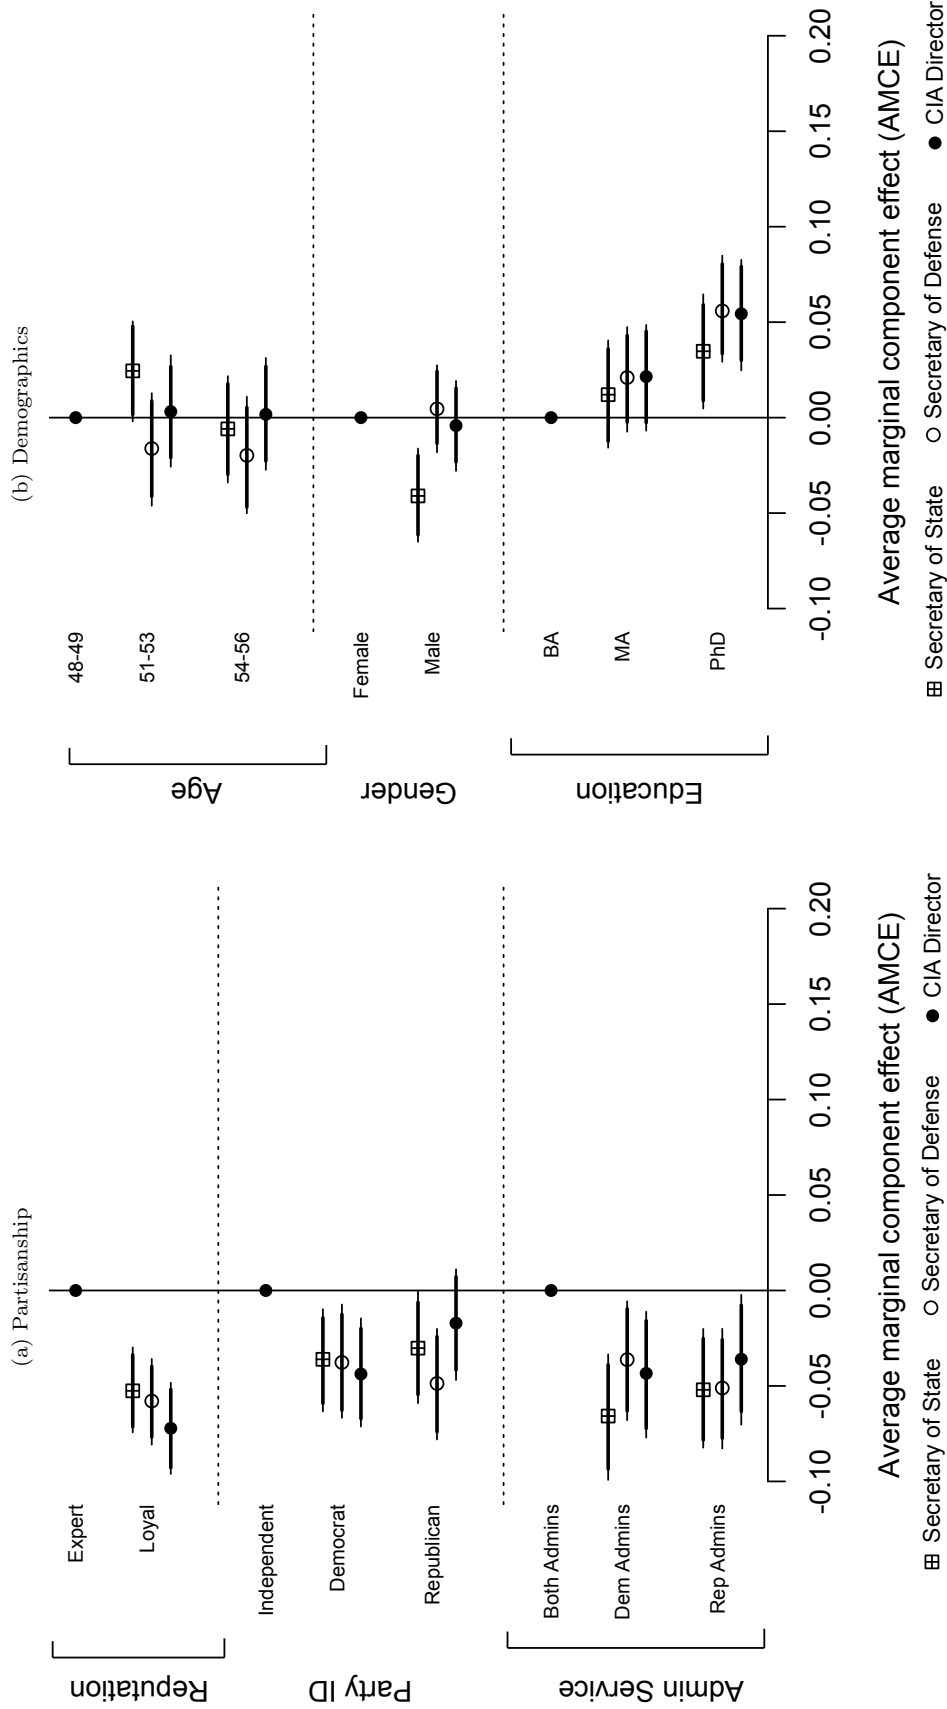 (a) Partisanship
Reputation
Expert
Loyal
Party ID
Independent
Democrat
Republican
Admin Service
Both Admins
Dem Admins
Rep Admins
-0.10 -0.05 0.00 0.05 0.10 0.15 0.20
Average marginal component effect (AMCE)
Secretary of State Secretary of Defense CIA Director
(b) Demographics
Age
48-49
51-53
54-56
Gender
Female
Male
Education
BA
MA
PhD
-0.10 -0.05 0.00 0.05 0.10 0.15 0.20
Average marginal component effect (AMCE)
Secretary of State Secretary of Defense CIA Director